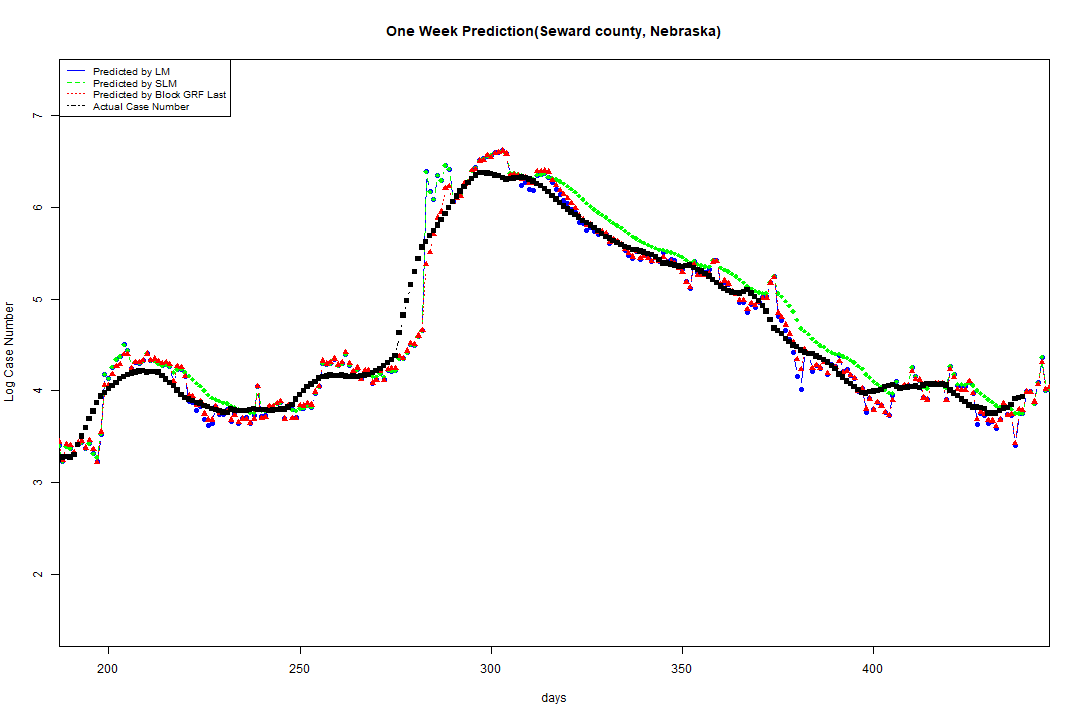 One Week Prediction(Seward county, Nebraska)
Predicted by LM
Predicted by SLM
Predicted by Block GRF Last
Actual Case Number
7
6
5
4
3
2
Log Case Number
200 250 300 350 400
days